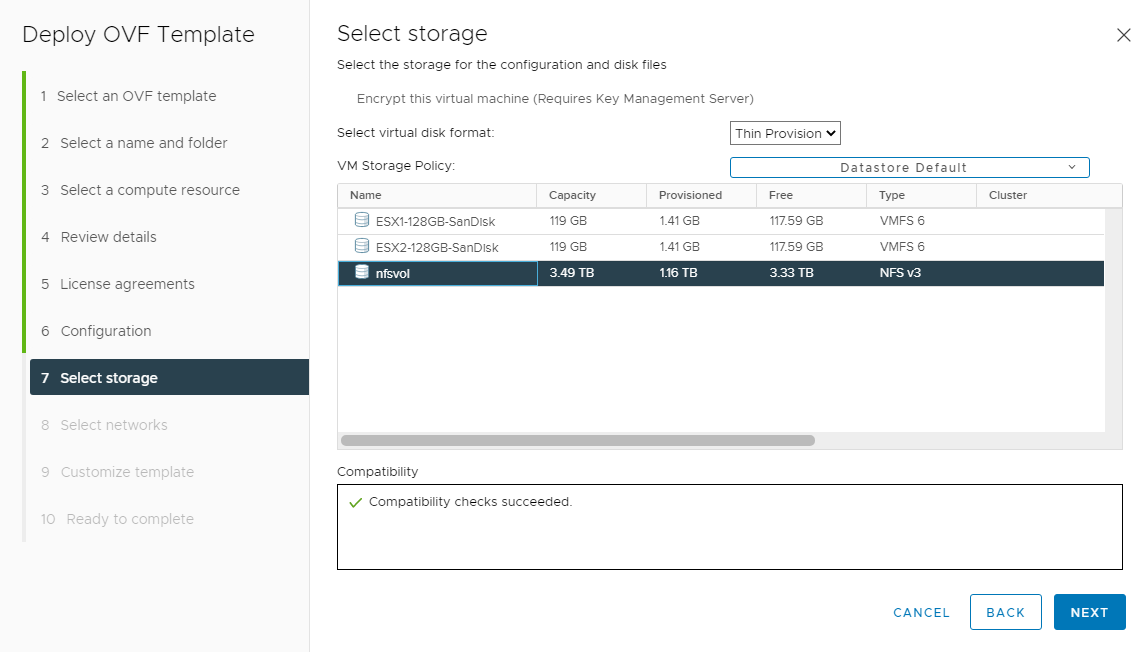 Deploy OVF Template
1 Select an OVF template
2 Select a name and folder
3 Select a compute resource
4 Review details
5 License agreements
6 Configuration
7 Select storage
8 Select networks
9 Customize template
10 Ready to complete
Select storage
Select the storage for the configuration and disk files
Encrypt this virtual machine (Requires Key Management Server)
Select virtual disk format: Thin Provision
VM Storage Policy: Datastore Default
Name Capacity Provisioned Free Type Cluster
ESX1-128GB-SanDisk 119 GB 1.41 GB 117.59 GB VMFS 6
ESX2-128GB-SanDisk 119 GB 1.41 GB 117.59 GB VMFS 6
nfsvol 3.49 TB 1.16 TB 3.33 TB NFS v3
Compatibility
Compatibility checks succeeded.
CANCEL BACK NEXT